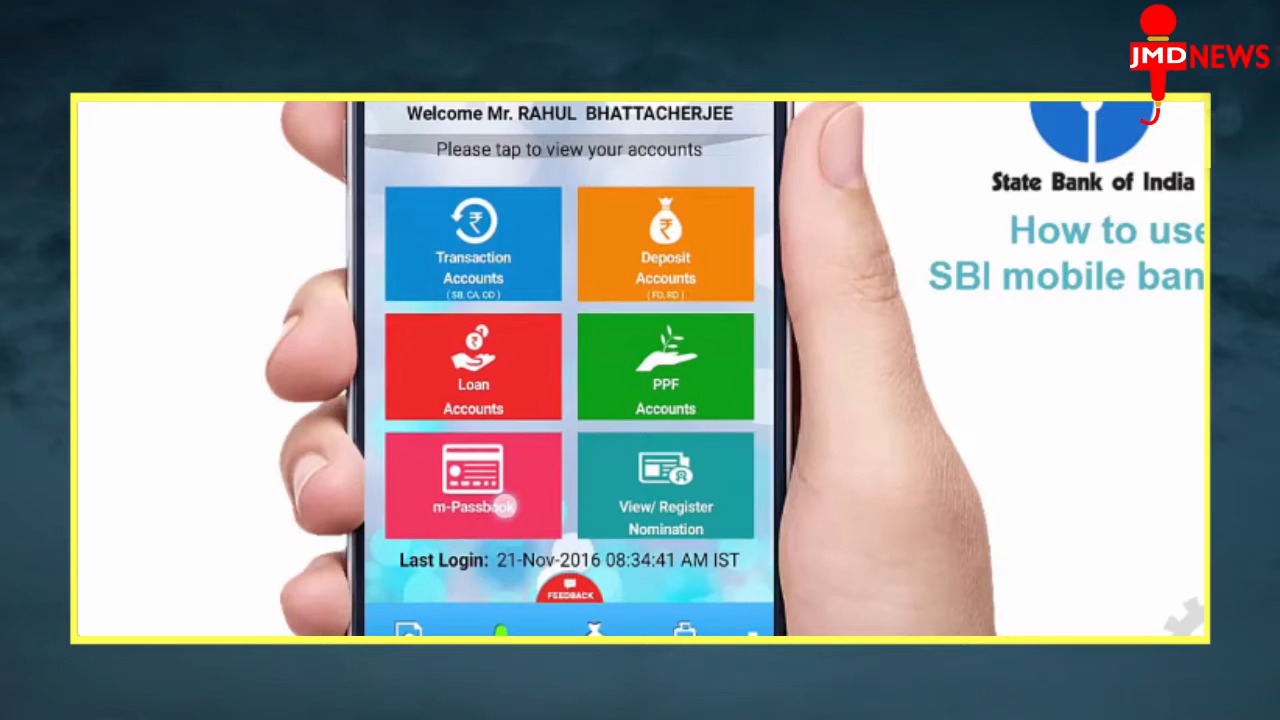 JMD NEWS
Welcome Mr. RAHUL BHATTACHERJEE
Please tap to view your accounts
Transaction
Accounts
( SB, CA, OD )
Deposit
Accounts
( FD, RD )
Loan
Accounts
PPF
Accounts
m-Passbook
View/ Register
Nomination
Last Login: 21-Nov-2016 08:34:41 AM IST
FEEDBACK
State Bank of India
How to use
SBI mobile ban